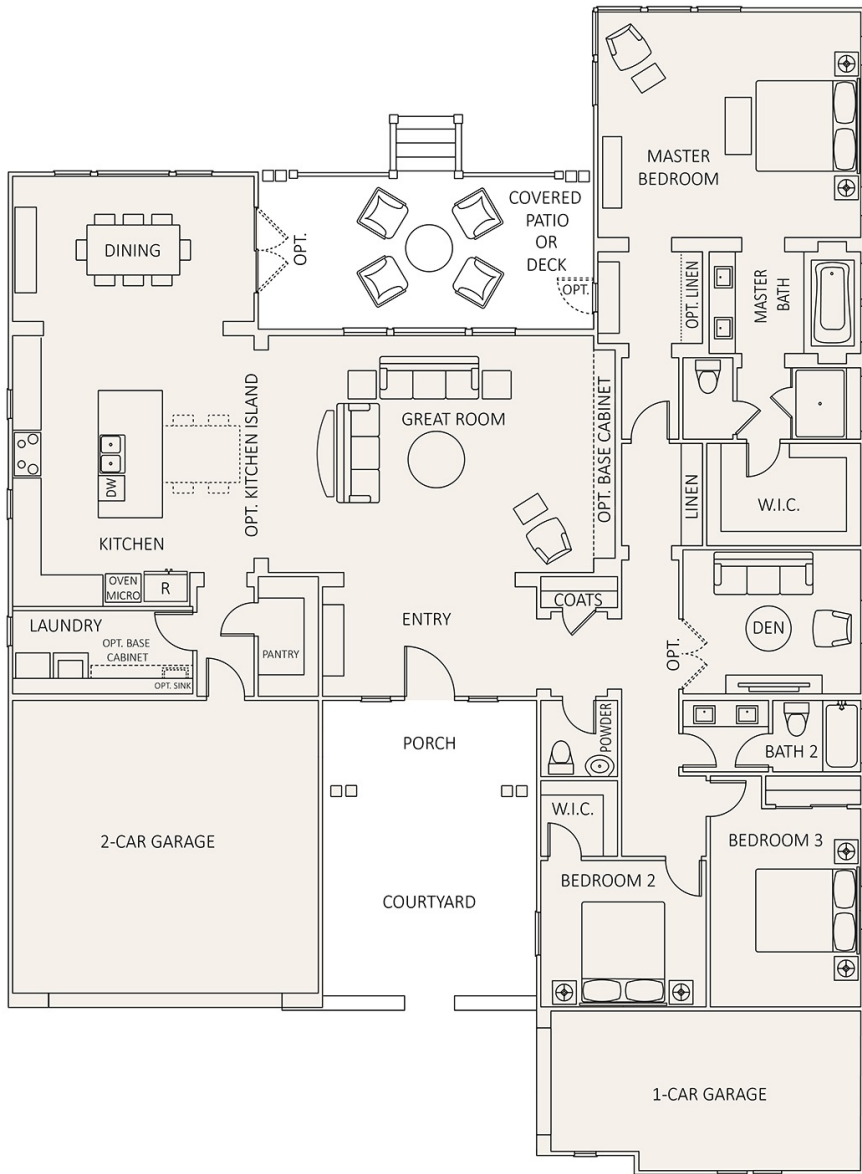 MASTER
BEDROOM
COVERED
PATIO
OR
DECK
DINING
OPT.
OPT.
OPT. LINEN
MASTER
BATH
OPT. KITCHEN ISLAND
GREAT ROOM
OPT. BASE CABINET
DW
KITCHEN
LINEN
W.I.C.
OVEN
MICRO
R
COATS
LAUNDRY
OPT. BASE
CABINET
OPT. SINK
PANTRY
ENTRY
OPT.
DEN
POWDER
PORCH
BATH 2
W.I.C.
2-CAR GARAGE
BEDROOM 3
BEDROOM 2
COURTYARD
1-CAR GARAGE